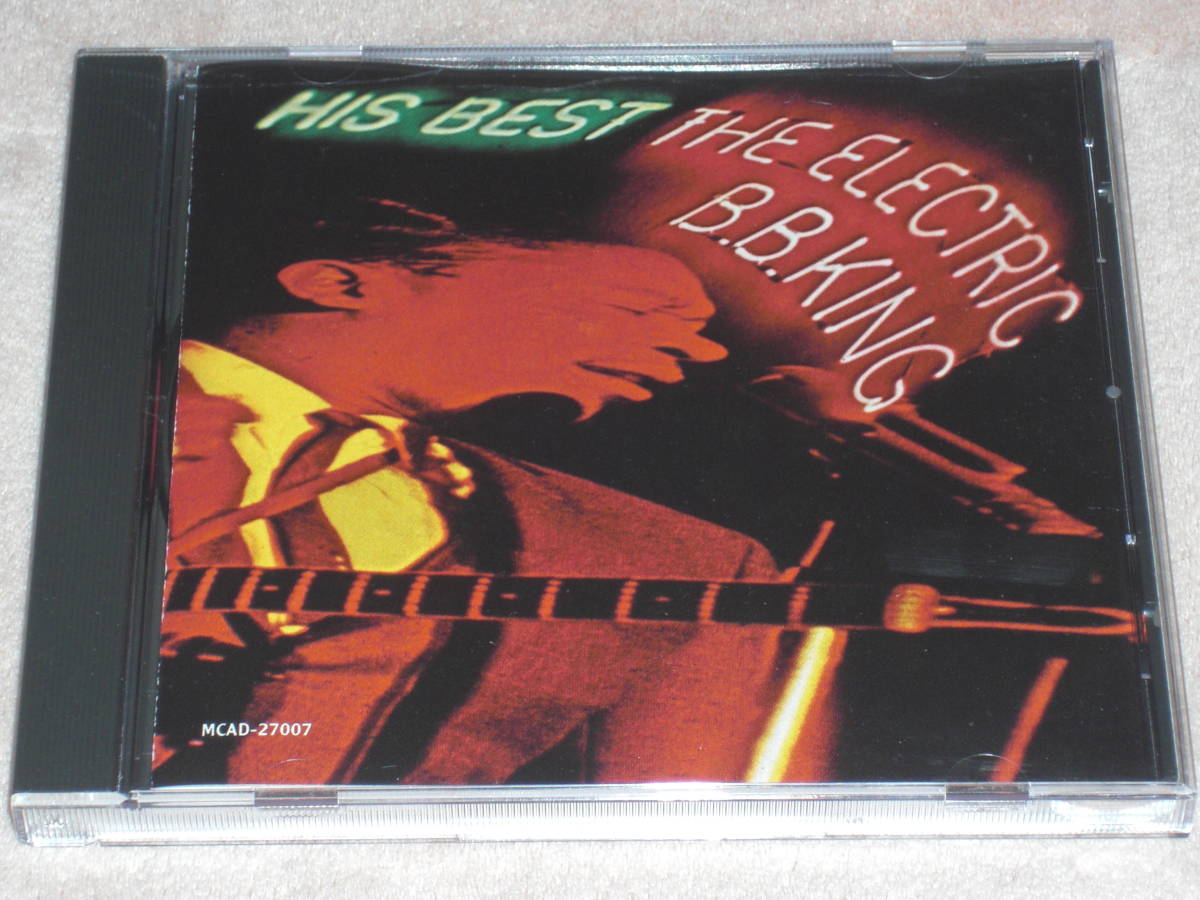 HIS BEST
THE ELECTRIC
B.B.KING
MCAD-27007